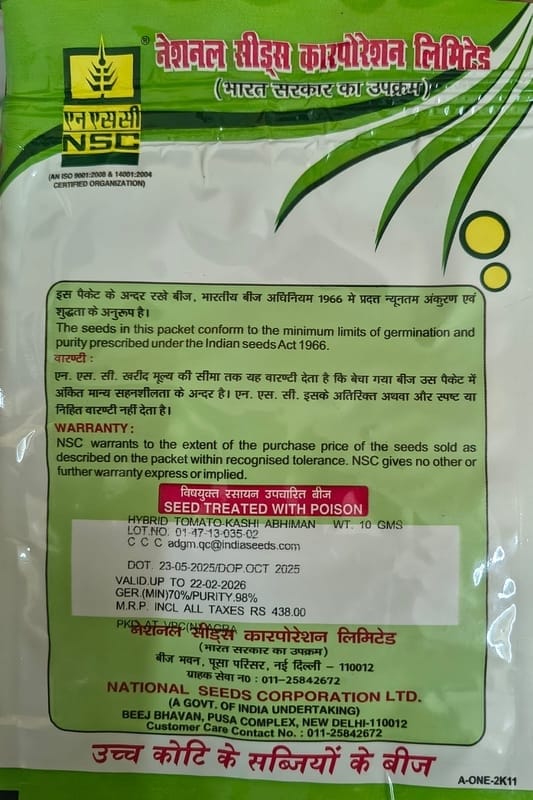 ® नेशनल सीड्स कारपोरेशन लिमिटेड
(भारत सरकार का उपक्रम)
एन एस सी
NSC
(AN ISO 9001:2008 & 14001:2004
CERTIFIED ORGANIZATION)
इस पैकेट के अन्दर रखे बीज, भारतीय बीज अधिनियम 1966 मे प्रदत्त न्यूनतम अंकुरण एवं
शुद्धता के अनुरूप है।
The seeds in this packet conform to the minimum limits of germination and
purity prescribed under the Indian seeds Act 1966.
वारण्टी :
एन. एस. सी. खरीद मूल्य की सीमा तक यह वारण्टी देता है कि बेचा गया बीज उस पैकेट में
अंकित मान्य सहनशीलता के अन्दर है। एन. एस. सी. इसके अतिरिक्त अथवा और स्पष्ट या
निहित वारण्टी नहीं देता है।
WARRANTY:
NSC warrants to the extent of the purchase price of the seeds sold as
described on the packet within recognised tolerance. NSC gives no other or
further warranty express or implied.
विषयुक्त रसायन उपचारित बीज
SEED TREATED WITH POISON
HYBRID TOMATO-KASHI ABHIMAN WT. 10 GMS
LOT.NO. 01-47-13-035-02
C C C adgm.qc@indiaseeds.com
DOT. 23-05-2025/DOP.OCT 2025
VALID.UP TO 22-02-2026
GER.(MIN)70%/PURITY.98%
M.R.P. INCL ALL TAXES RS 438.00
PKD AT VPC(N)AGRA
नेशनल सीड्स कारपोरेशन लिमिटेड
(भारत सरकार का उपक्रम)
बीज भवन, पूसा परिसर, नई दिल्ली - 110012
ग्राहक सेवा न0 : 011-25842672
NATIONAL SEEDS CORPORATION LTD.
(A GOVT. OF INDIA UNDERTAKING)
BEEJ BHAVAN, PUSA COMPLEX, NEW DELHI-110012
Customer Care Contact No. : 011-25842672
उच्च कोटि के सब्जियों के बीज
A-ONE-2K11